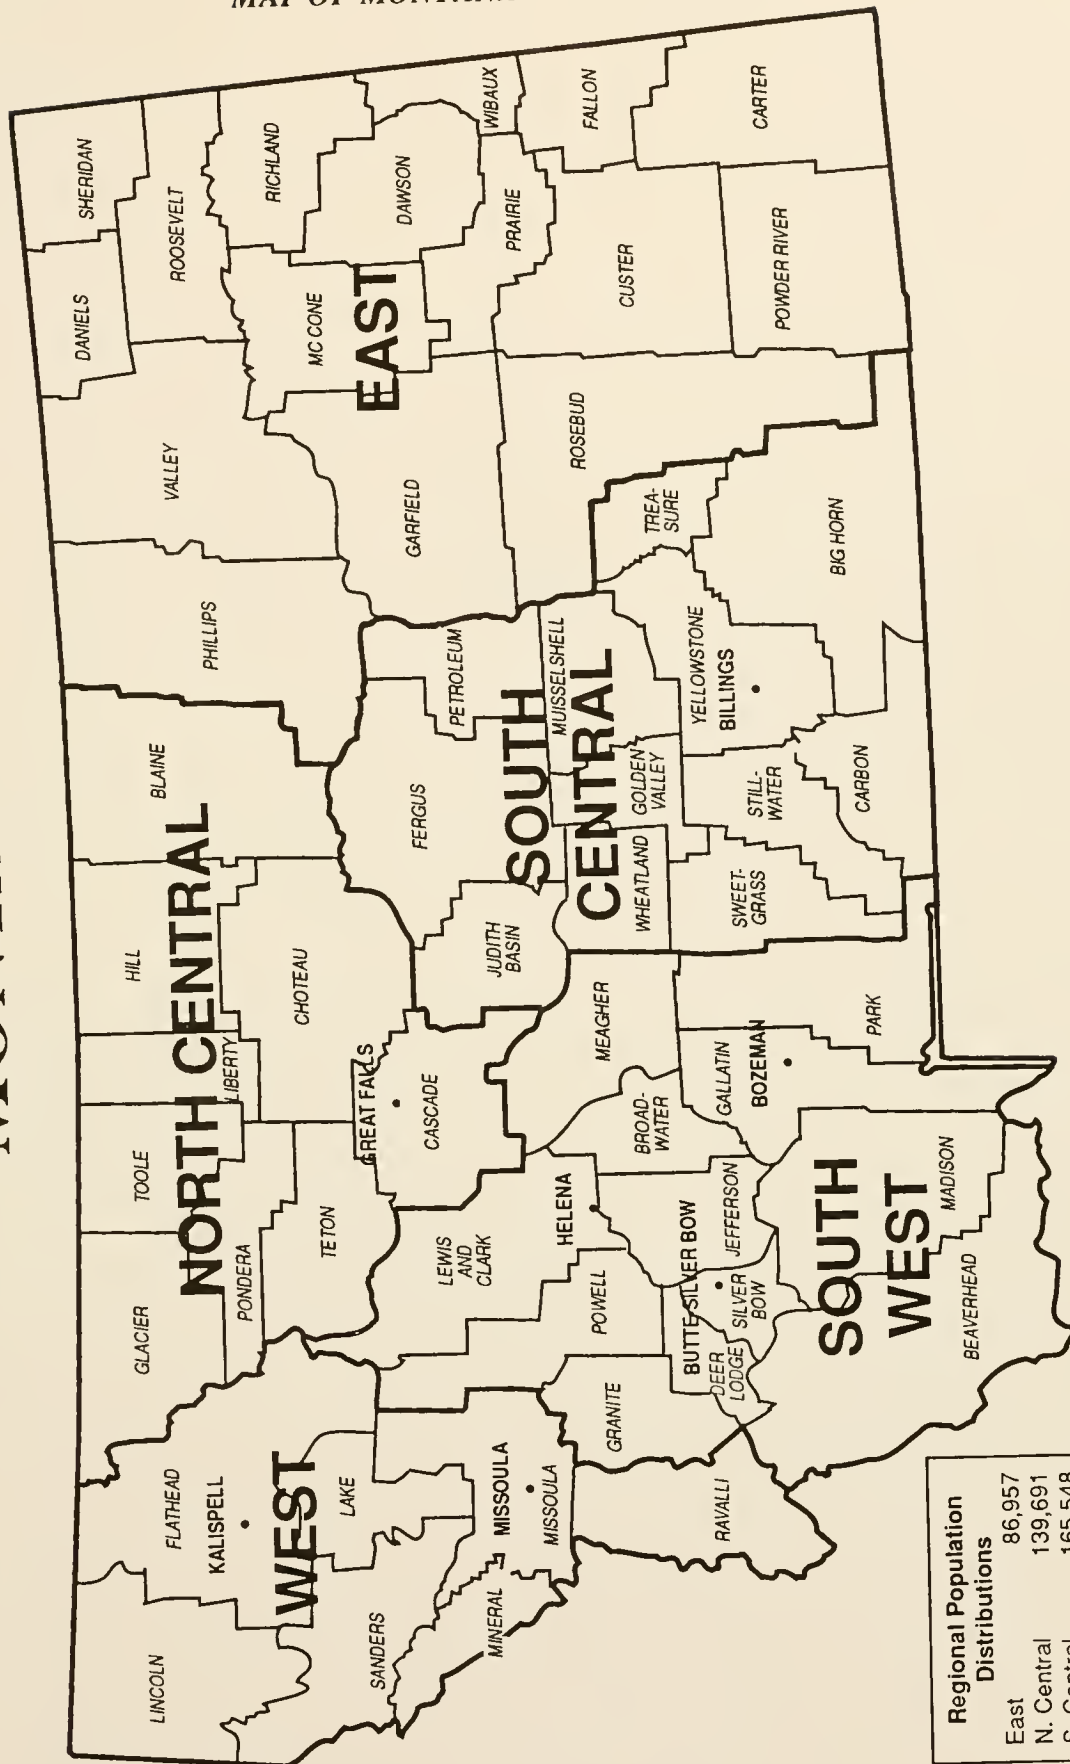 MAP OF
WEST
NORTH CENTRAL
SOUTH
CENTRAL
EAST
SOUTH
WEST
LINCOLN
FLATHEAD
KALISPELL
LAKE
SANDERS
MINERAL
MISSOULA
MISSOULA
RAVALLI
GLACIER
TOOLE
LIBERTY
HILL
BLAINE
PONDERA
TETON
CHOTEAU
GREAT FALLS
CASCADE
LEWIS
AND
CLARK
HELENA
POWELL
GRANITE
DEER
LODGE
BUTTE SILVER BOW
SILVER
BOW
JEFFERSON
BROAD-
WATER
MEAGHER
GALLATIN
BOZEMAN
PARK
MADISON
BEAVERHEAD
JUDITH
BASIN
FERGUS
PETROLEUM
MUISSELSHELL
GOLDEN
VALLEY
WHEATLAND
SWEET-
GRASS
STILL-
WATER
CARBON
YELLOWSTONE
BILLINGS
TREA-
SURE
BIG HORN
PHILLIPS
VALLEY
DANIELS
SHERIDAN
ROOSEVELT
RICHLAND
MC CONE
DAWSON
GARFIELD
PRAIRIE
WIBAUX
FALLON
CUSTER
ROSEBUD
POWDER RIVER
CARTER
Regional Population
Distributions
East 86,957
N. Central 139,691
S. Central 165,548